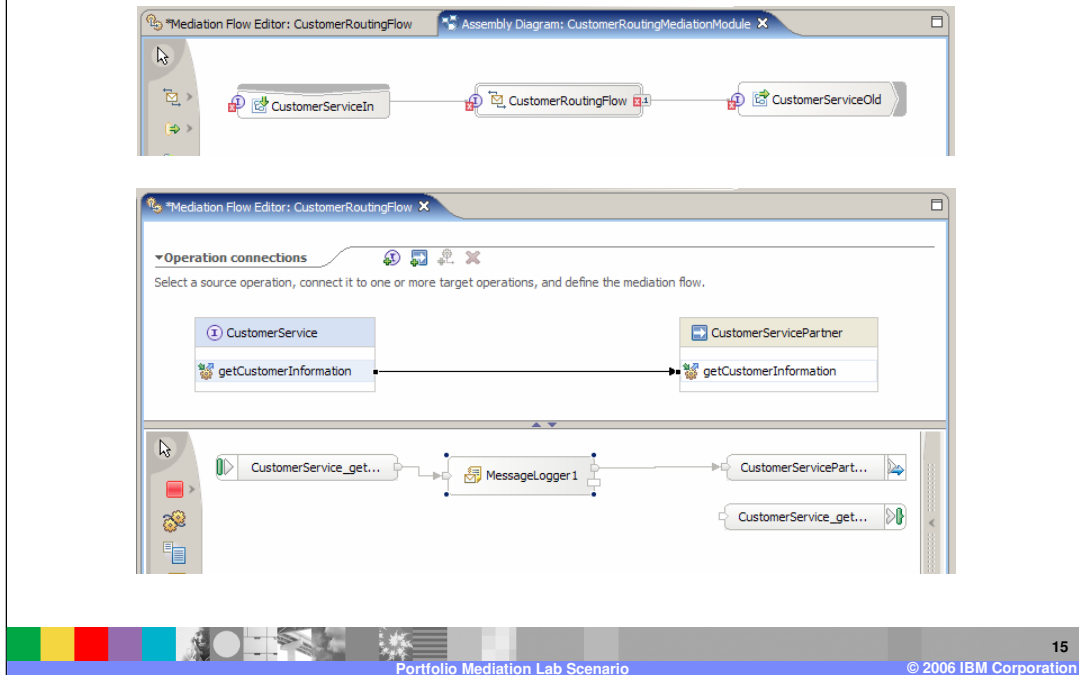 *Mediation Flow Editor: CustomerRoutingFlow
Assembly Diagram: CustomerRoutingMediationModule
CustomerServiceIn
CustomerRoutingFlow
1
CustomerServiceOld
*Mediation Flow Editor: CustomerRoutingFlow
Operation connections
Select a source operation, connect it to one or more target operations, and define the mediation flow.
CustomerService
CustomerServicePartner
getCustomerInformation
getCustomerInformation
CustomerService_get...
MessageLogger1
CustomerServicePart...
CustomerService_get...
15
Portfolio Mediation Lab Scenario
© 2006 IBM Corporation